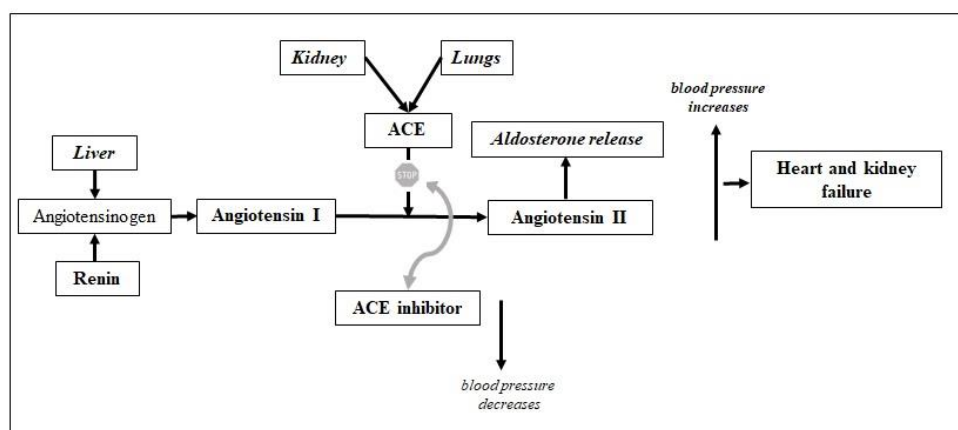 Kidney
Lungs
blood pressure
increases
ACE
Aldosterone release
Liver
STOP
Heart and kidney
failure
Angiotensinogen
Angiotensin I
Angiotensin II
Renin
ACE inhibitor
blood pressure
decreases